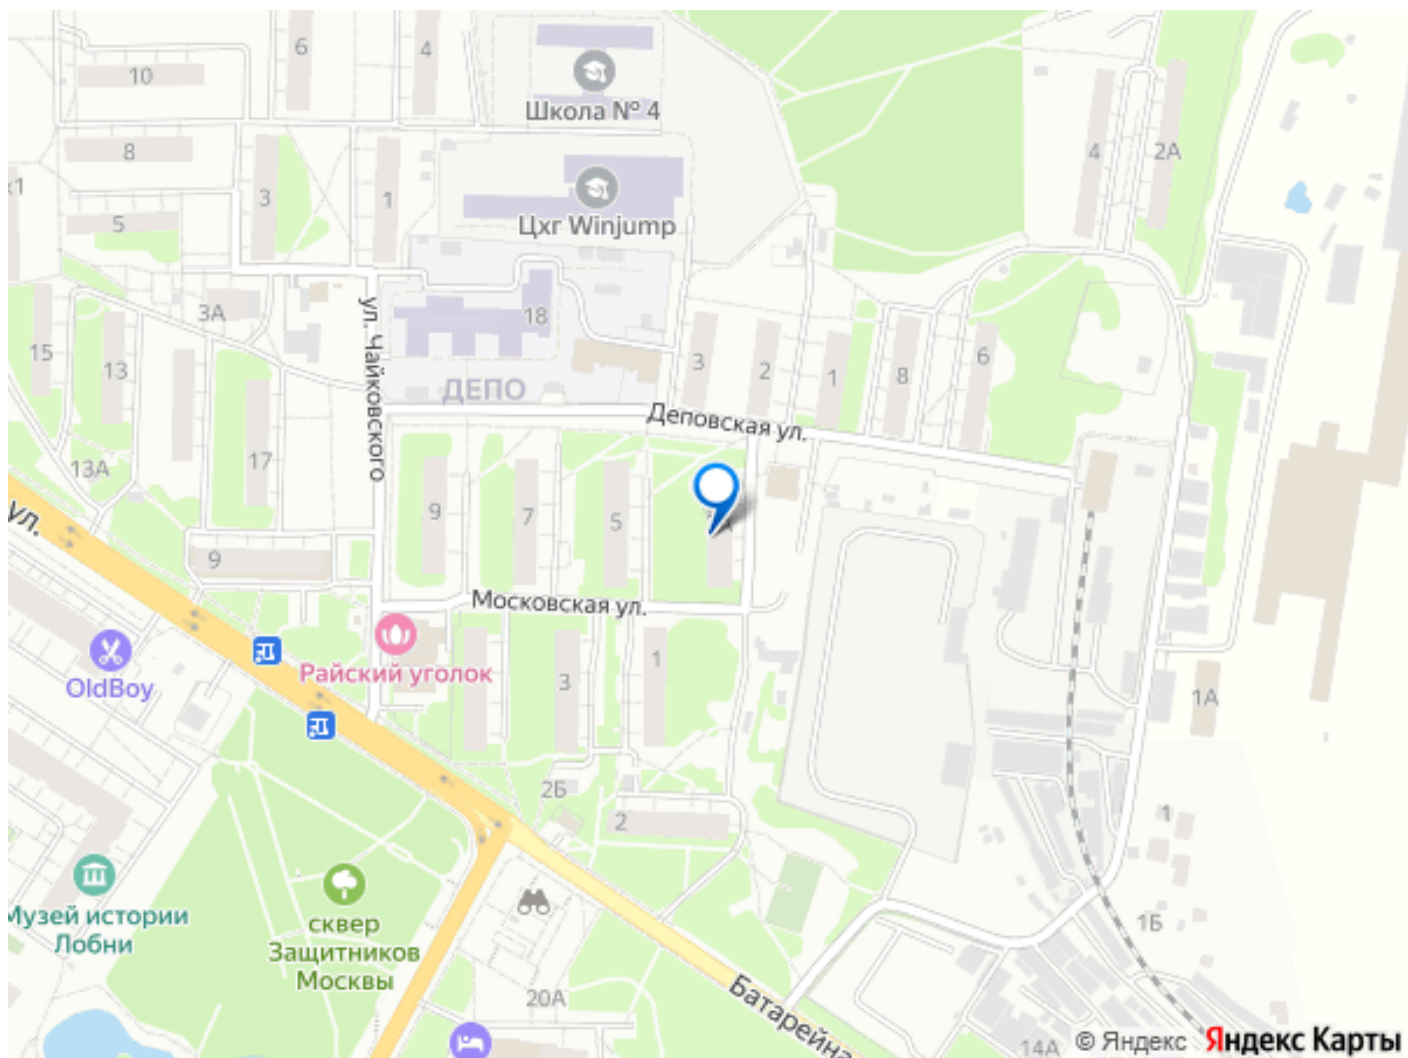 6
4
10
Школа № 4
8
4
2А
х1
3
1
5
Цхг Winjump
3А
ул. Чайковского
18
15
13
ДЕПО
3
2
1
8
6
Деповская ул.
13А
17
9
7
5
ул.
9
Московская ул.
Райский уголок
OldBoy
3
1
1А
2Б
2
1
Музей истории
Лобни
сквер
Защитников
Москвы
1Б
20А
Батарейна
14А
© Яндекс
Яндекс Карты